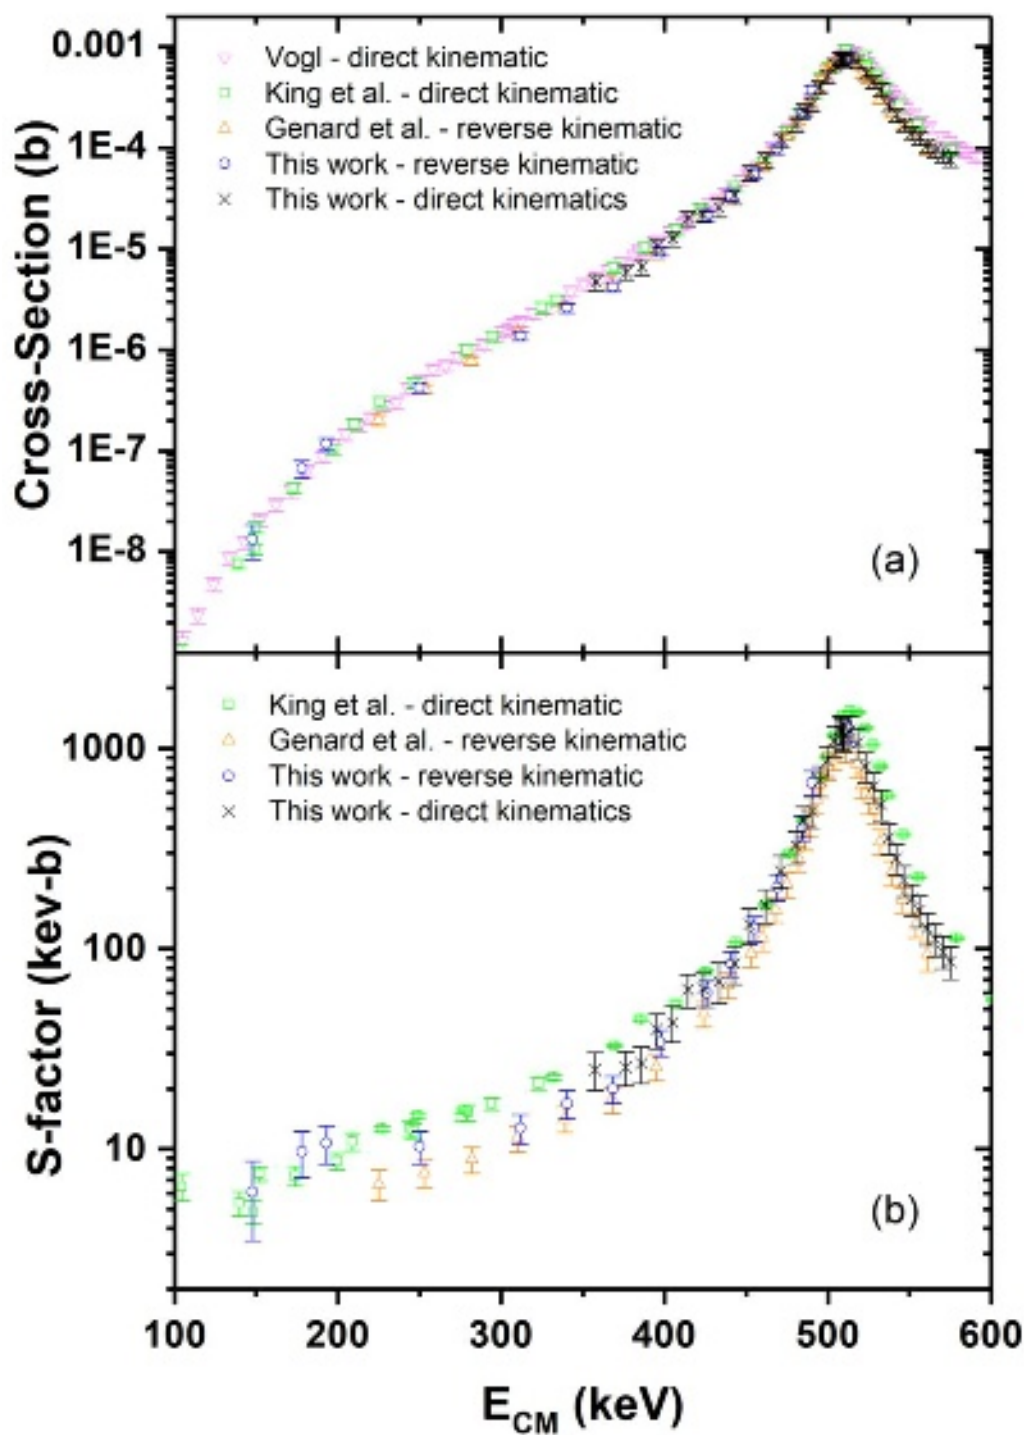 0.001
1E-4
1E-5
1E-6
1E-7
1E-8
Cross-Section (b)
Vogl - direct kinematic
King et al. - direct kinematic
Genard et al. - reverse kinematic
This work - reverse kinematic
This work - direct kinematics
(a)
1000
100
10
S-factor (kev-b)
King et al. - direct kinematic
Genard et al. - reverse kinematic
This work - reverse kinematic
This work - direct kinematics
(b)
100 200 300 400 500 600
E_CM (keV)